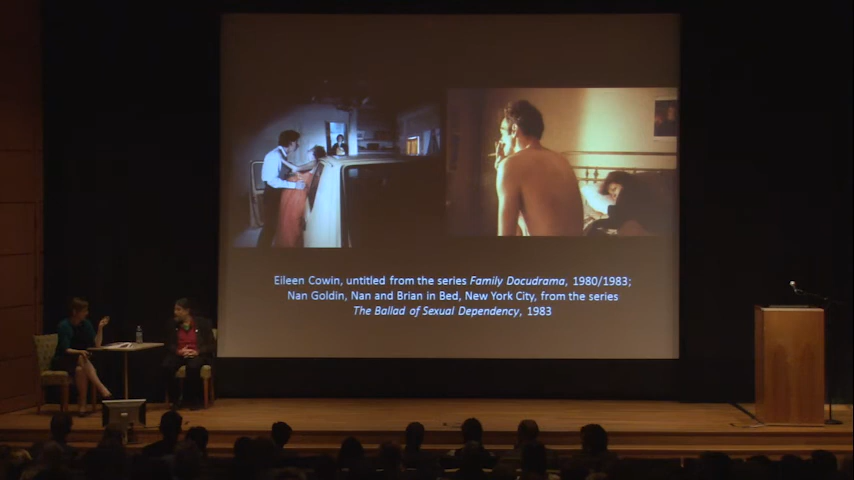 Eileen Cowin, untitled from the series Family Docudrama, 1980/1983;
Nan Goldin, Nan and Brian in Bed, New York City, from the series
The Ballad of Sexual Dependency, 1983